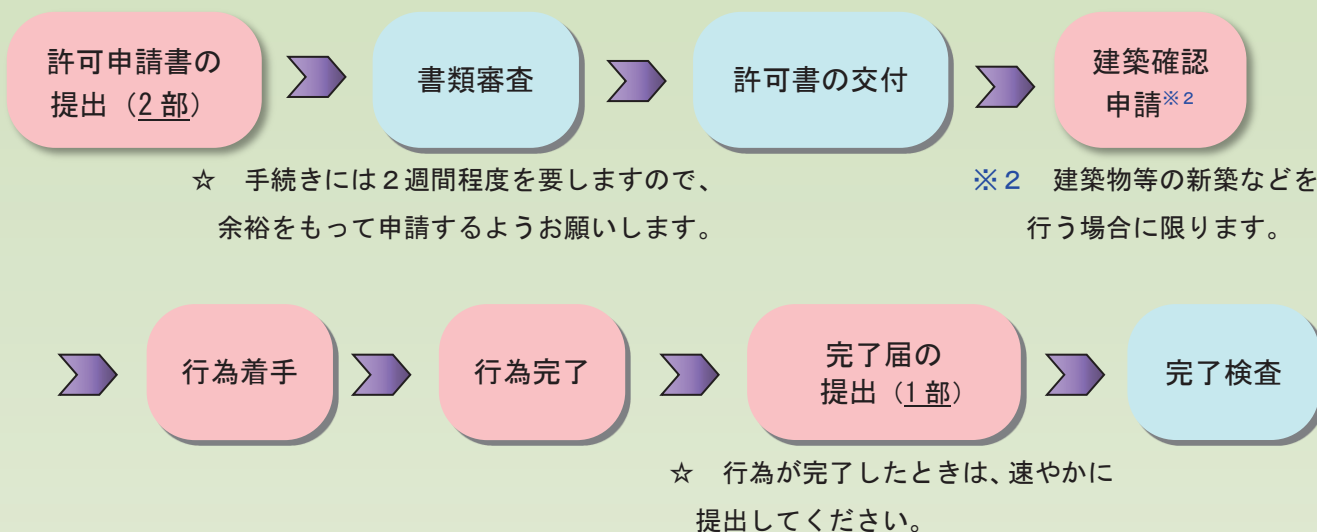 許可申請書の
提出（2部）
書類審査
許可書の交付
建築確認
申請※2
☆　手続きには２週間程度を要しますので、
余裕をもって申請するようお願いします。
※２　建築物等の新築などを
行う場合に限ります。
行為着手
行為完了
完了届の
提出（1部）
完了検査
☆　行為が完了したときは、速やかに
提出してください。